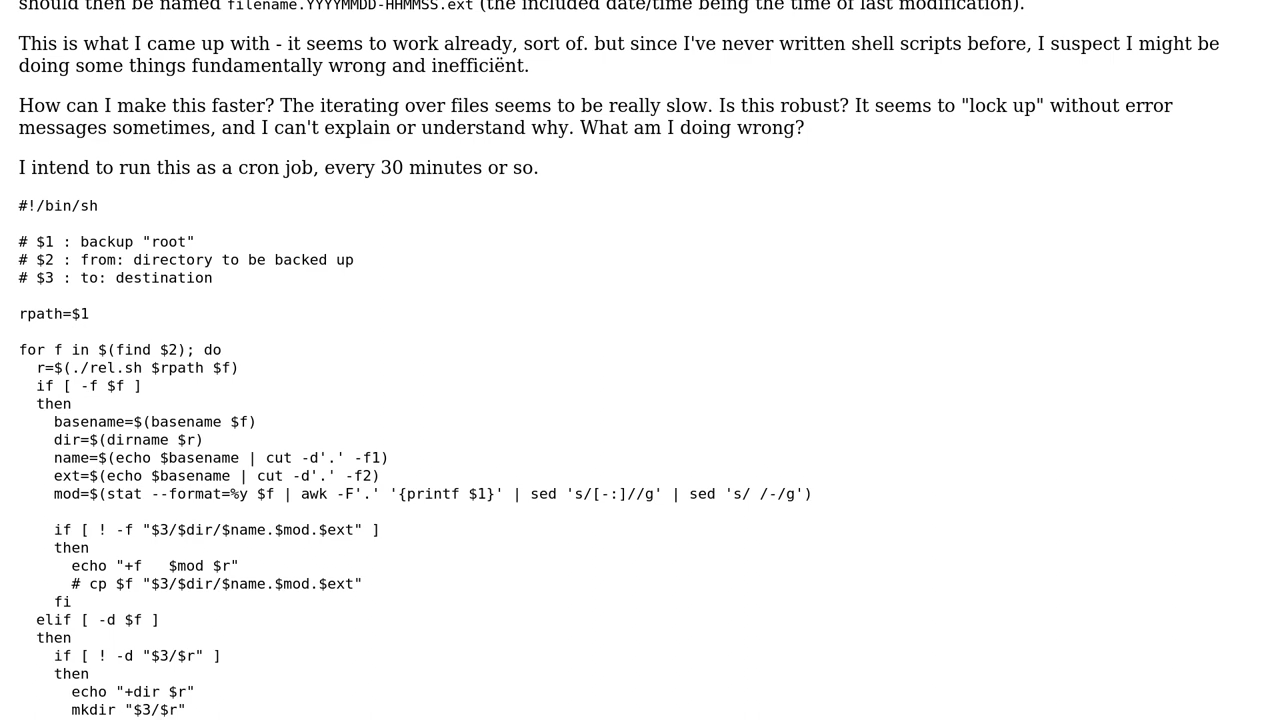 should then be named filename.YYYYMMDD-HHMMSS.ext (the included date/time being the time of last modification).
This is what I came up with - it seems to work already, sort of. but since I've never written shell scripts before, I suspect I might be
doing some things fundamentally wrong and inefficiënt.
How can I make this faster? The iterating over files seems to be really slow. Is this robust? It seems to "lock up" without error
messages sometimes, and I can't explain or understand why. What am I doing wrong?
I intend to run this as a cron job, every 30 minutes or so.
#!/bin/sh
# $1 : backup "root"
# $2 : from: directory to be backed up
# $3 : to: destination
rpath=$1
for f in $(find $2); do
  r=$(./rel.sh $rpath $f)
  if [ -f $f ]
  then
    basename=$(basename $f)
    dir=$(dirname $r)
    name=$(echo $basename | cut -d'.' -f1)
    ext=$(echo $basename | cut -d'.' -f2)
    mod=$(stat --format=%y $f | awk -F'.' '{printf $1}' | sed 's/[-:]//g' | sed 's/ /-/g')
    if [ ! -f "$3/$dir/$name.$mod.$ext" ]
    then
      echo "+f   $mod $r"
      # cp $f "$3/$dir/$name.$mod.$ext"
    fi
  elif [ -d $f ]
  then
    if [ ! -d "$3/$r" ]
    then
      echo "+dir $r"
      mkdir "$3/$r"